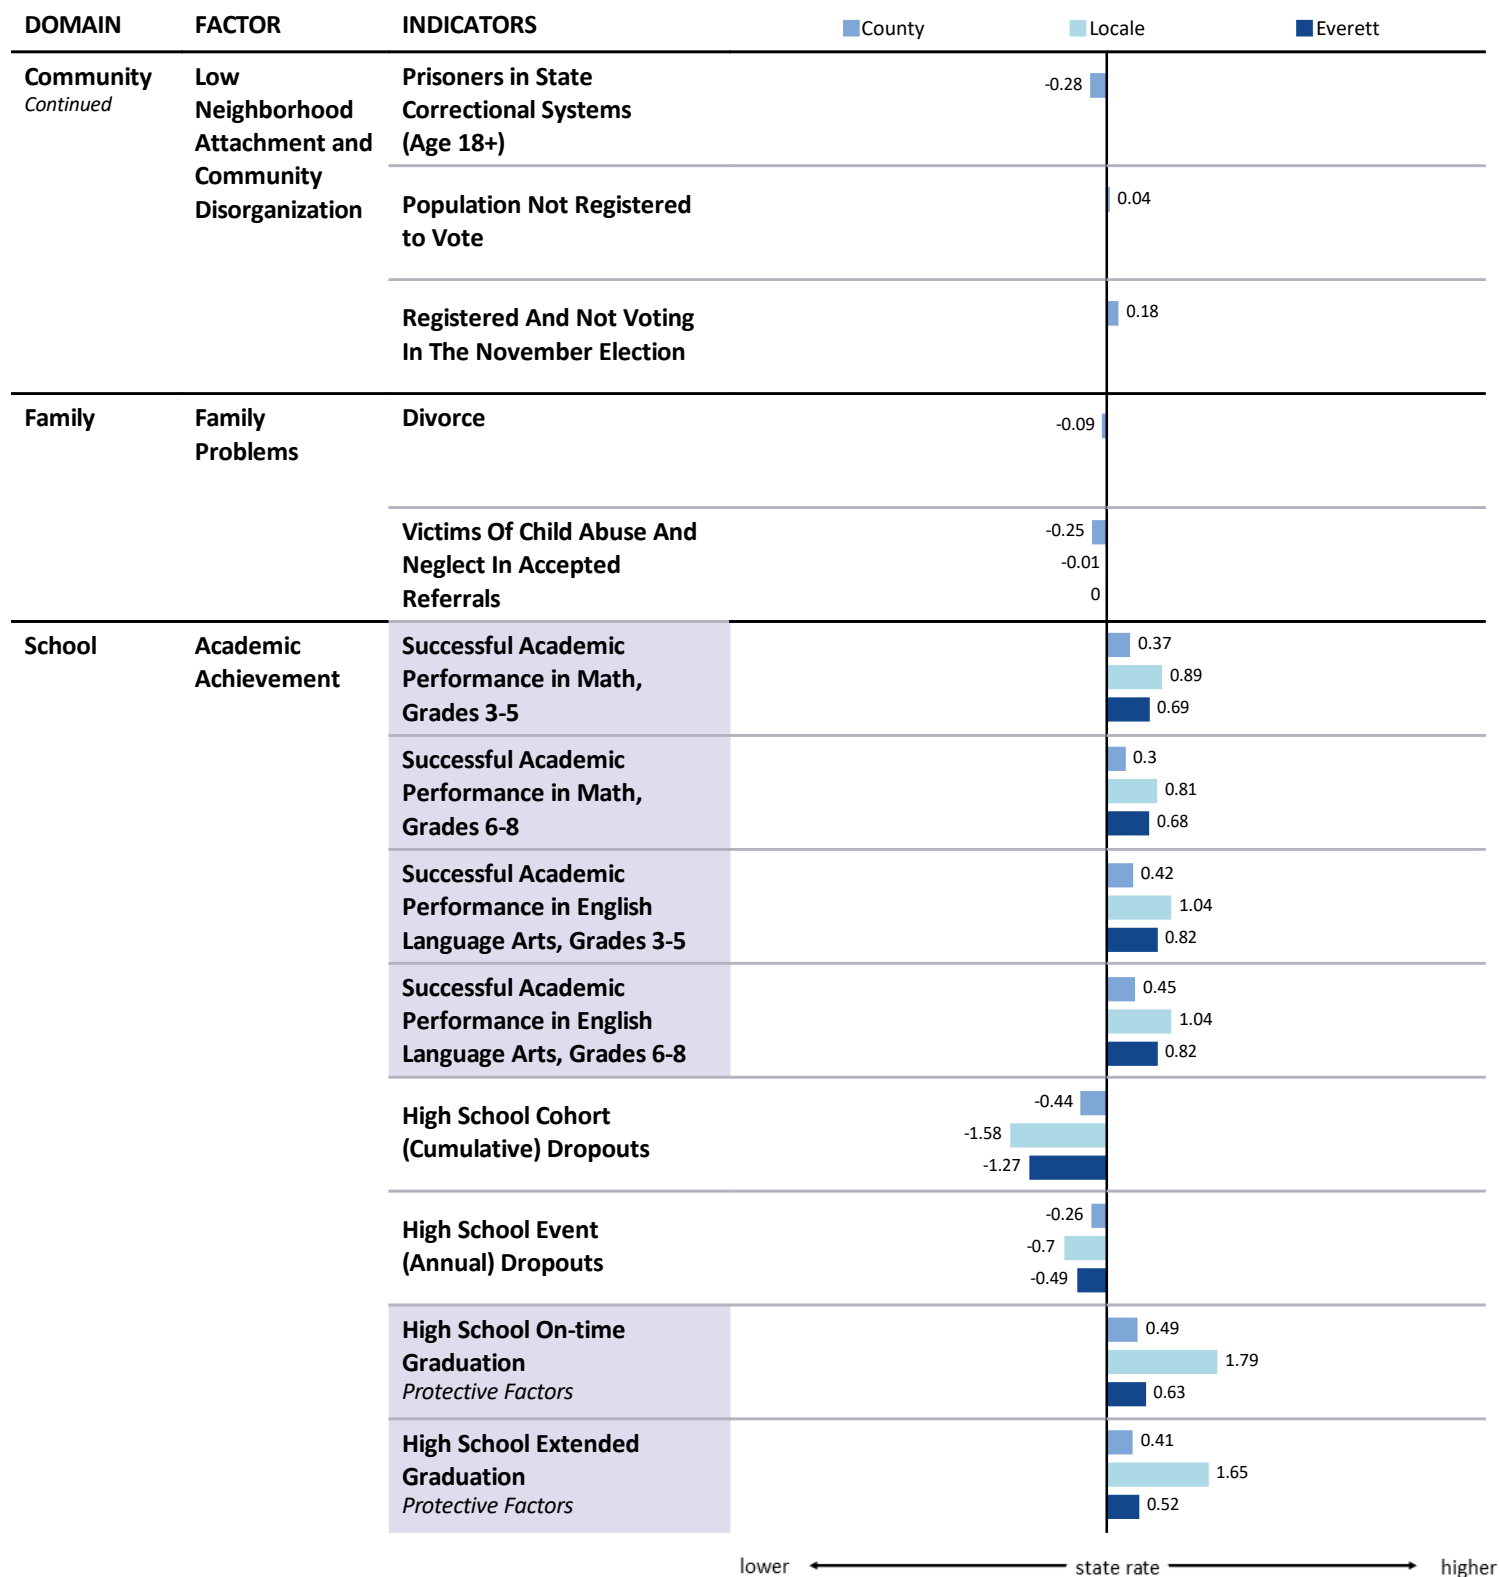 DOMAIN FACTOR INDICATORS County Locale Everett
Community
Continued
Low
Neighborhood
Attachment and
Community
Disorganization
Prisoners in State
Correctional Systems
(Age 18+)
-0.28
Population Not Registered
to Vote
0.04
Registered And Not Voting
In The November Election
0.18
Family
Family
Problems
Divorce
-0.09
Victims Of Child Abuse And
Neglect In Accepted
Referrals
-0.25
-0.01
0
School
Academic
Achievement
Successful Academic
Performance in Math,
Grades 3-5
0.37
0.89
0.69
Successful Academic
Performance in Math,
Grades 6-8
0.3
0.81
0.68
Successful Academic
Performance in English
Language Arts, Grades 3-5
0.42
1.04
0.82
Successful Academic
Performance in English
Language Arts, Grades 6-8
0.45
1.04
0.82
High School Cohort
(Cumulative) Dropouts
-0.44
-1.58
-1.27
High School Event
(Annual) Dropouts
-0.26
-0.7
-0.49
High School On-time
Graduation
Protective Factors
0.49
1.79
0.63
High School Extended
Graduation
Protective Factors
0.41
1.65
0.52
lower state rate higher